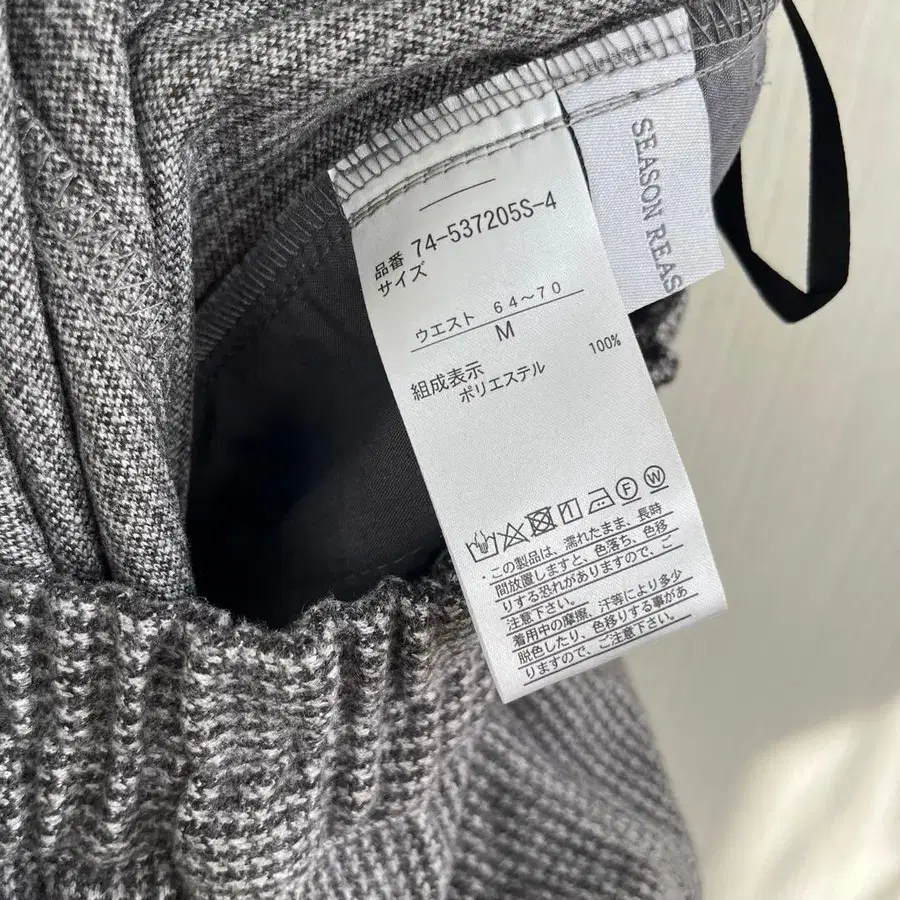 品番 74-537205S-4
サイズ
ウエスト 64~70
M
組成表示
ポリエステル 100%
F W
・この製品は、濡れたまま、長時
間放置しますと、色落ち、色移
りする恐れがありますので、ご
注意下さい。
着用中の摩擦、汗等により多少
脱色したり、色移りする事があ
りますので、ご注意下さい。
SEASON REAS